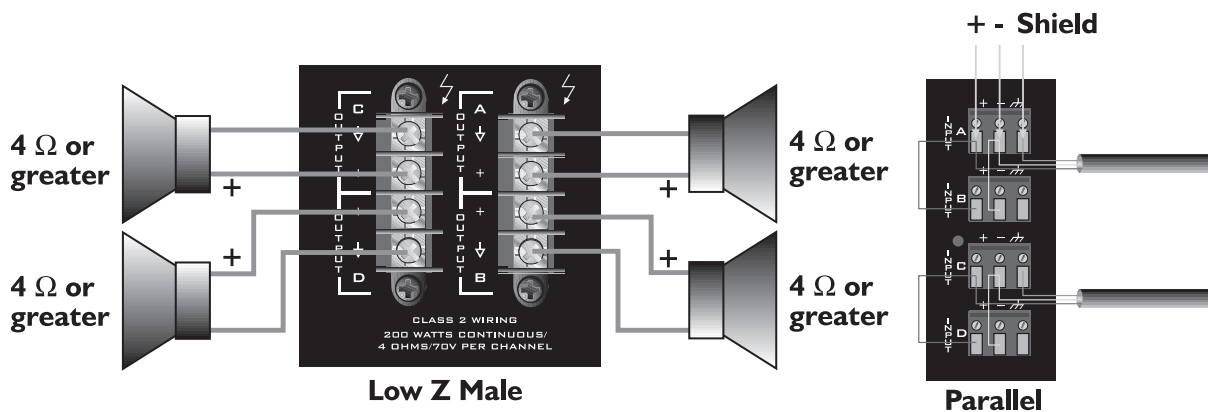 + - Shield
4 Ω or
greater
+
4 Ω or
greater
+
C
OUTPUT
+
+
OUTPUT
D
A
OUTPUT
+
+
OUTPUT
B
CLASS 2 WIRING
200 WATTS CONTINUOUS/
4 OHMS/70V PER CHANNEL
Low Z Male
+
4 Ω or
greater
+
4 Ω or
greater
+ -
INPUT
A
+ -
INPUT
B
+ -
INPUT
C
+ -
INPUT
D
Parallel